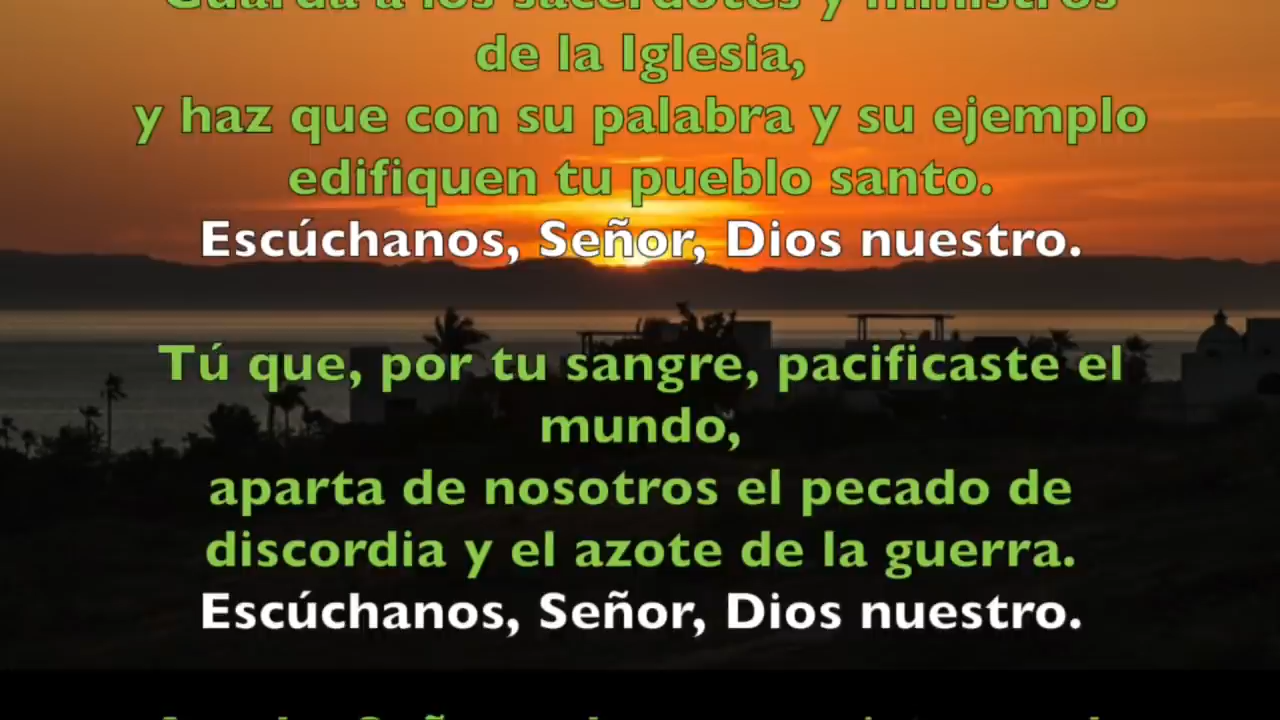 Guarda a los sacerdotes y ministros
de la Iglesia,
y haz que con su palabra y su ejemplo
edifiquen tu pueblo santo.
Escúchanos, Señor, Dios nuestro.
Tú que, por tu sangre, pacificaste el
mundo,
aparta de nosotros el pecado de
discordia y el azote de la guerra.
Escúchanos, Señor, Dios nuestro.